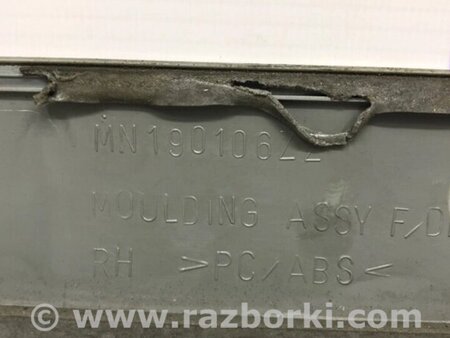 MN190106ZZ
MOULDING ASSY F/D
RH >PC/ABS<
© www.razborki.com